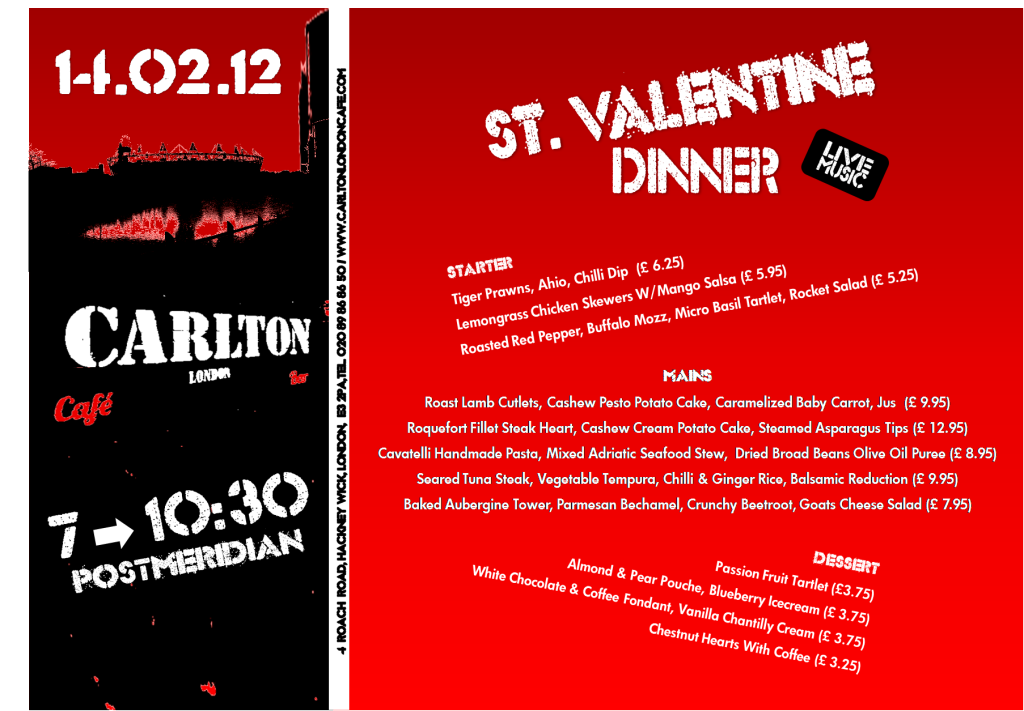 14.02.12
CARLTON
LONDON
Café
Bar
7 → 10:30
POSTMERIDIAN
4 ROACH ROAD, HACKNEY WICK, LONDON, E3 2PA,TEL 020 89 86 86 50 / WWW.CARLTONLONDONCAFE.COM
ST. VALENTINE
DINNER
LIVE
MUSIC
STARTER
Tiger Prawns, Ahio, Chilli Dip (£ 6.25)
Lemongrass Chicken Skewers W/Mango Salsa (£ 5.95)
Roasted Red Pepper, Buffalo Mozz, Micro Basil Tartlet, Rocket Salad (£ 5.25)
MAINS
Roast Lamb Cutlets, Cashew Pesto Potato Cake, Caramelized Baby Carrot, Jus (£ 9.95)
Roquefort Fillet Steak Heart, Cashew Cream Potato Cake, Steamed Asparagus Tips (£ 12.95)
Cavatelli Handmade Pasta, Mixed Adriatic Seafood Stew, Dried Broad Beans Olive Oil Puree (£ 8.95)
Seared Tuna Steak, Vegetable Tempura, Chilli & Ginger Rice, Balsamic Reduction (£ 9.95)
Baked Aubergine Tower, Parmesan Bechamel, Crunchy Beetroot, Goats Cheese Salad (£ 7.95)
DESSERT
Passion Fruit Tartlet (£3.75)
Almond & Pear Pouche, Blueberry Icecream (£ 3.75)
White Chocolate & Coffee Fondant, Vanilla Chantilly Cream (£ 3.75)
Chestnut Hearts With Coffee (£ 3.25)